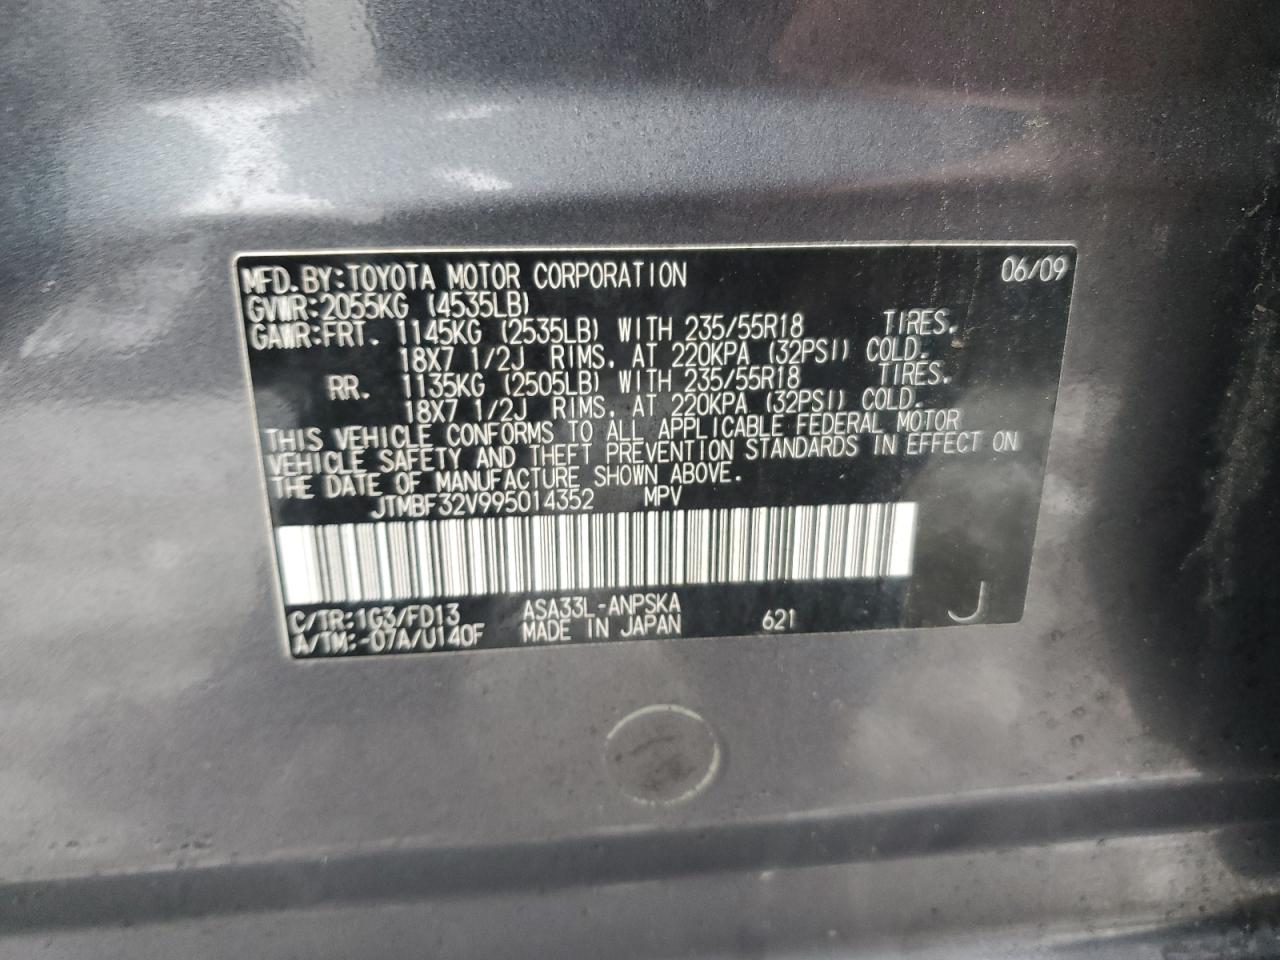 MFD. BY: TOYOTA MOTOR CORPORATION 06/09
GVWR: 2055KG (4535LB)
GAWR: FRT. 1145KG (2535LB) WITH 235/55R18 TIRES.
18X7 1/2J RIMS. AT 220KPA (32PSI) COLD.
RR. 1135KG (2505LB) WITH 235/55R18 TIRES.
18X7 1/2J RIMS. AT 220KPA (32PSI) COLD.
THIS VEHICLE CONFORMS TO ALL APPLICABLE FEDERAL MOTOR
VEHICLE SAFETY AND THEFT PREVENTION STANDARDS IN EFFECT ON
THE DATE OF MANUFACTURE SHOWN ABOVE.
JTMBF32V995014352 MPV
C/TR: 1G3/FD13 ASA33L-ANPSKA
A/TM: -07A/U140F MADE IN JAPAN 621 J